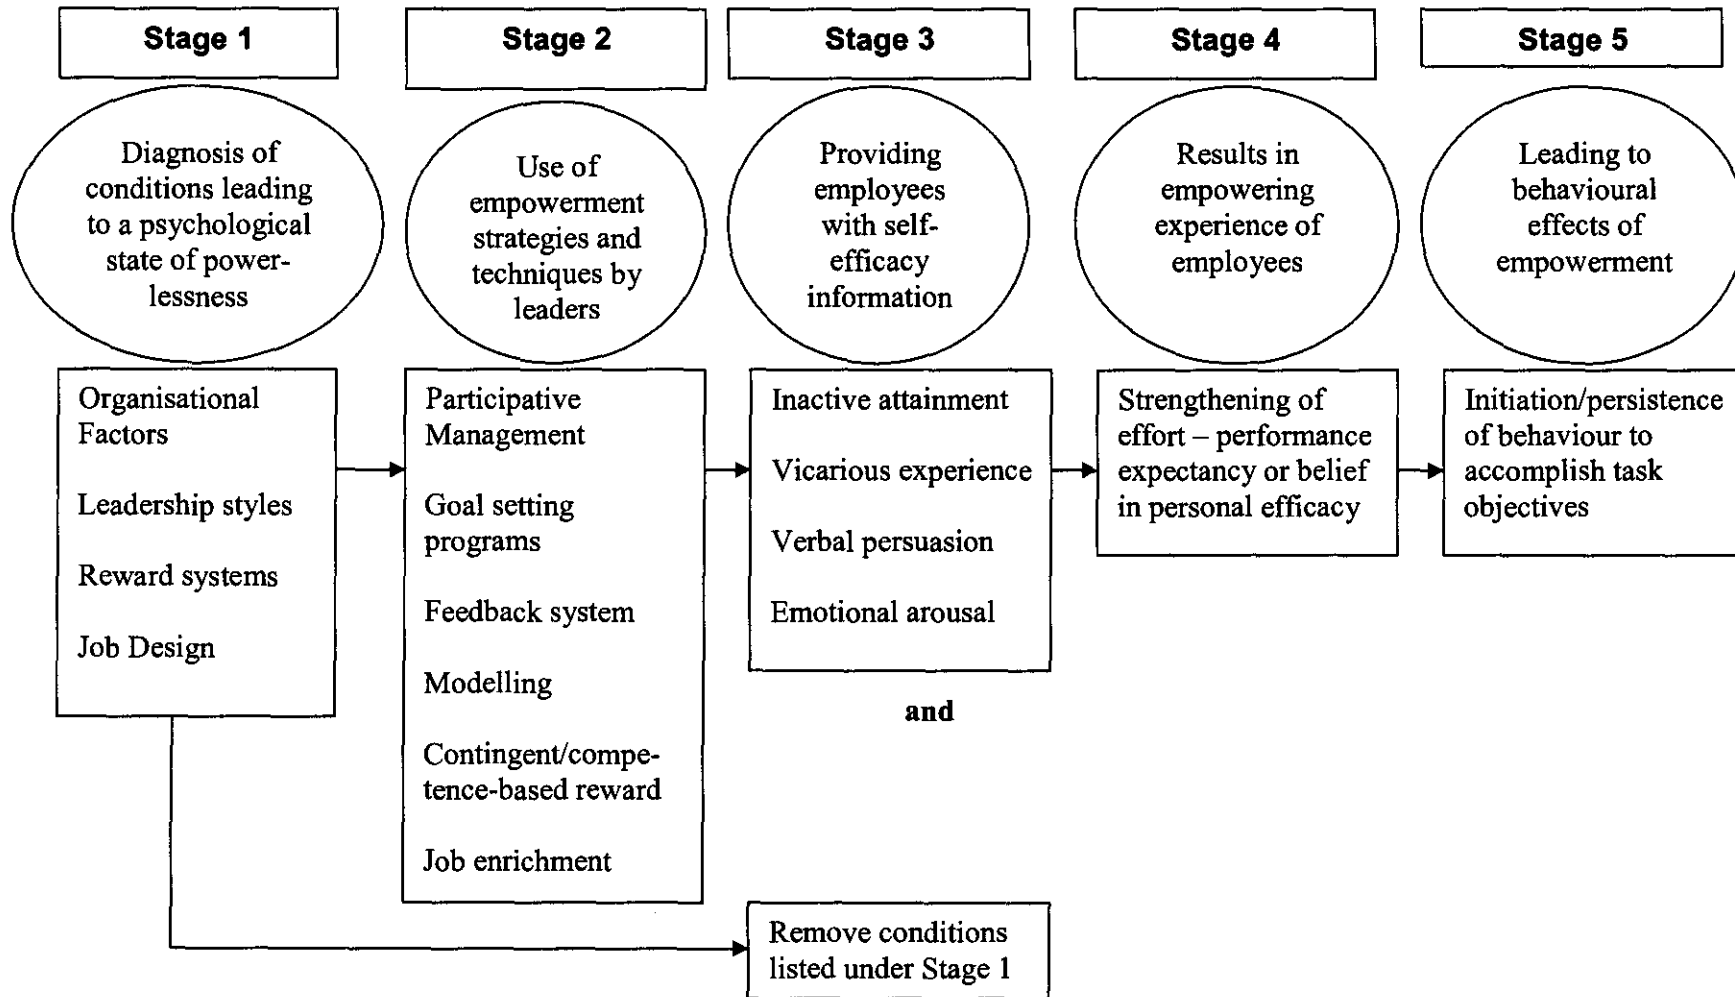 Stage 1
Stage 2
Stage 3
Stage 4
Stage 5
Diagnosis of
conditions leading
to a psychological
state of power-
lessness
Use of
empowerment
strategies and
techniques by
leaders
Providing
employees
with self-
efficacy
information
Results in
empowering
experience of
employees
Leading to
behavioural
effects of
empowerment
Organisational
Factors
Leadership styles
Reward systems
Job Design
Participative
Management
Goal setting
programs
Feedback system
Modelling
Contingent/compe-
tence-based reward
Job enrichment
Inactive attainment
Vicarious experience
Verbal persuasion
Emotional arousal
and
Remove conditions
listed under Stage 1
Strengthening of
effort – performance
expectancy or belief
in personal efficacy
Initiation/persistence
of behaviour to
accomplish task
objectives